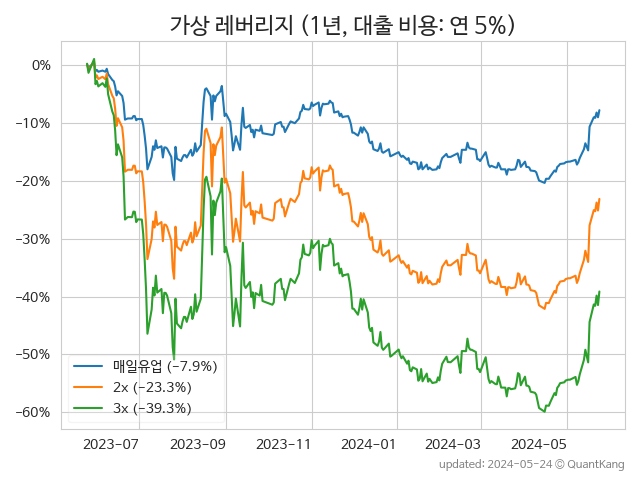 가상 레버리지 (1년, 대출 비용: 연 5%)
0%
−10%
−20%
−30%
−40%
−50%
−60%
매일유업 (−7.9%)
2x (−23.3%)
3x (−39.3%)
2023-07 2023-09 2023-11 2024-01 2024-03 2024-05
updated: 2024-05-24 © QuantKang